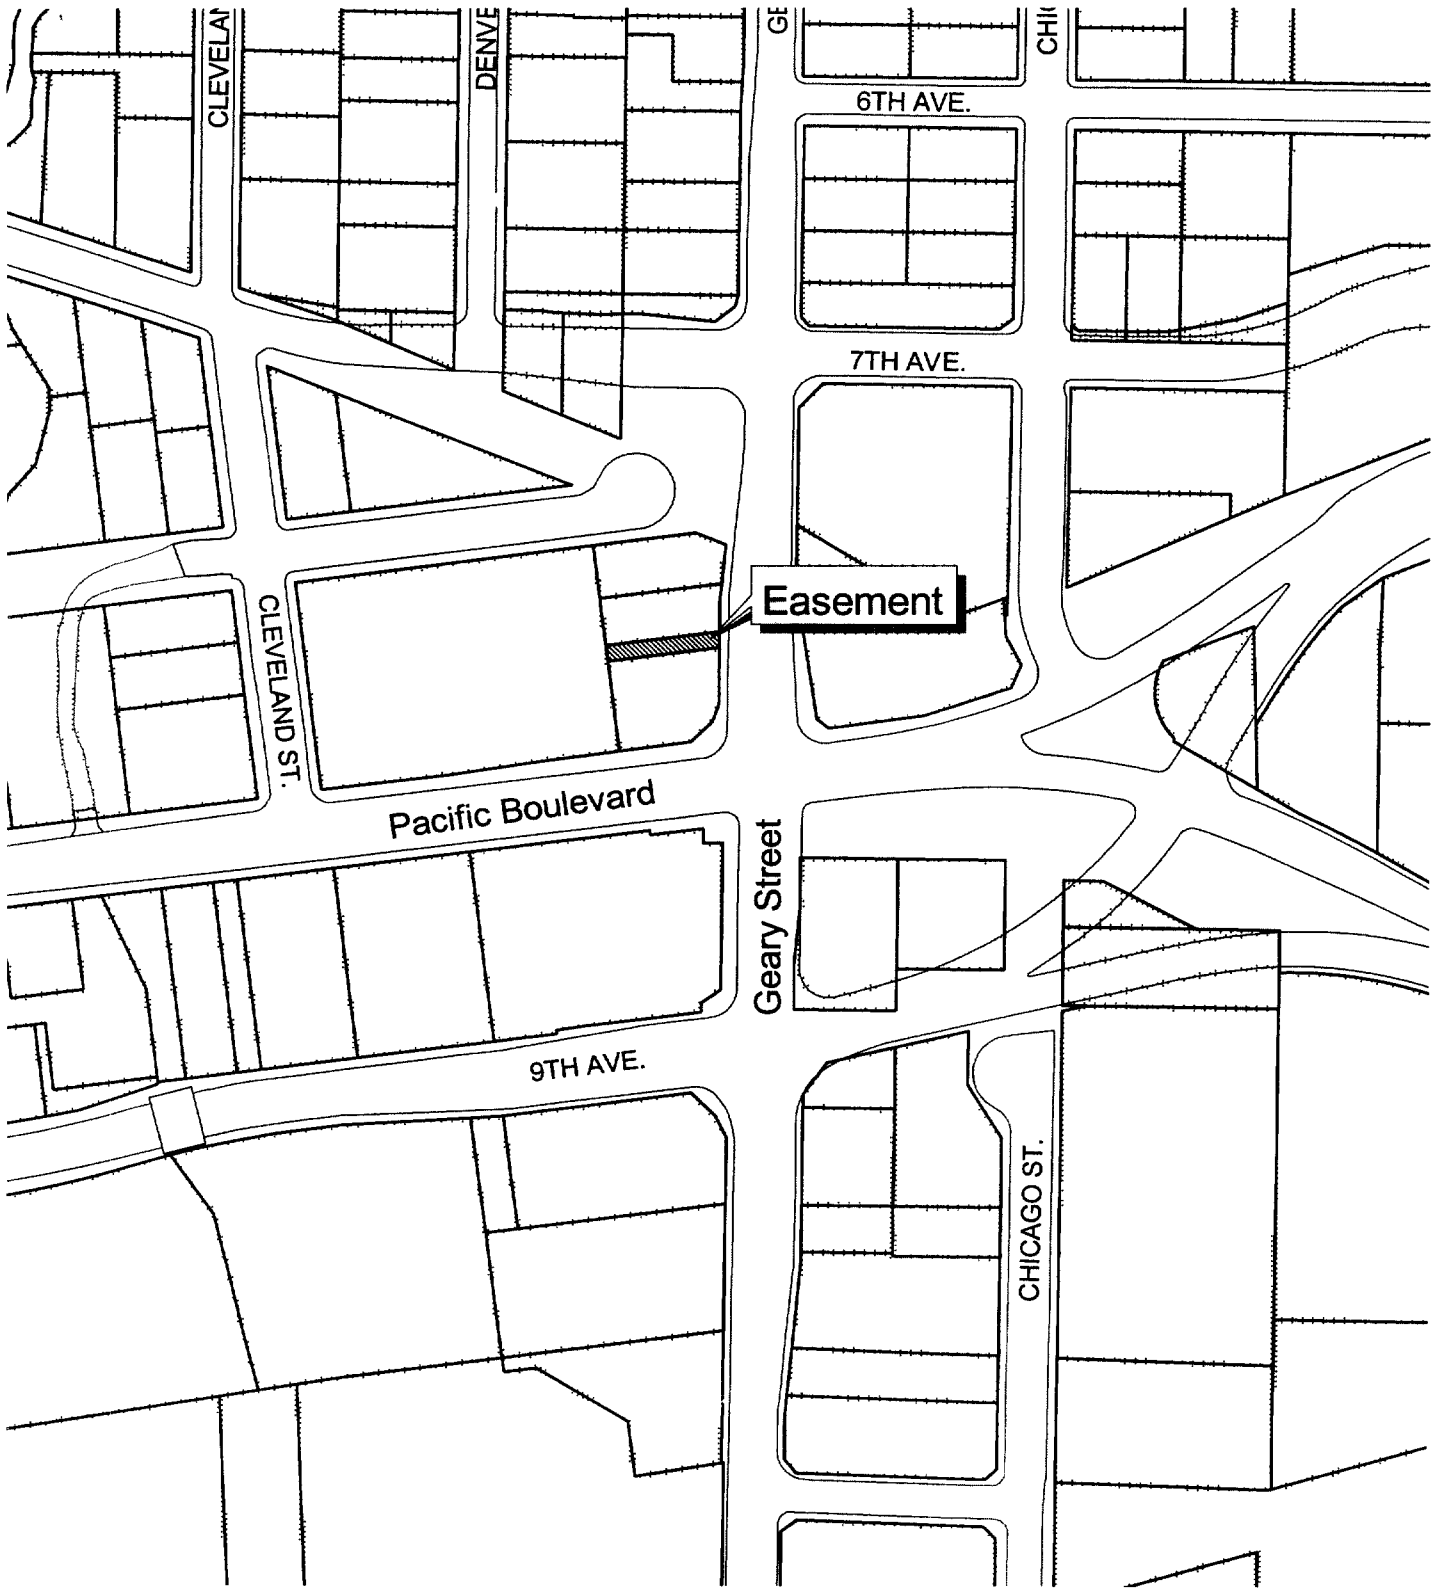 CLEVELAN
DENVE
GE
CHI
6TH AVE.
7TH AVE.
Easement
CLEVELAND ST.
Pacific Boulevard
Geary Street
9TH AVE.
CHICAGO ST.